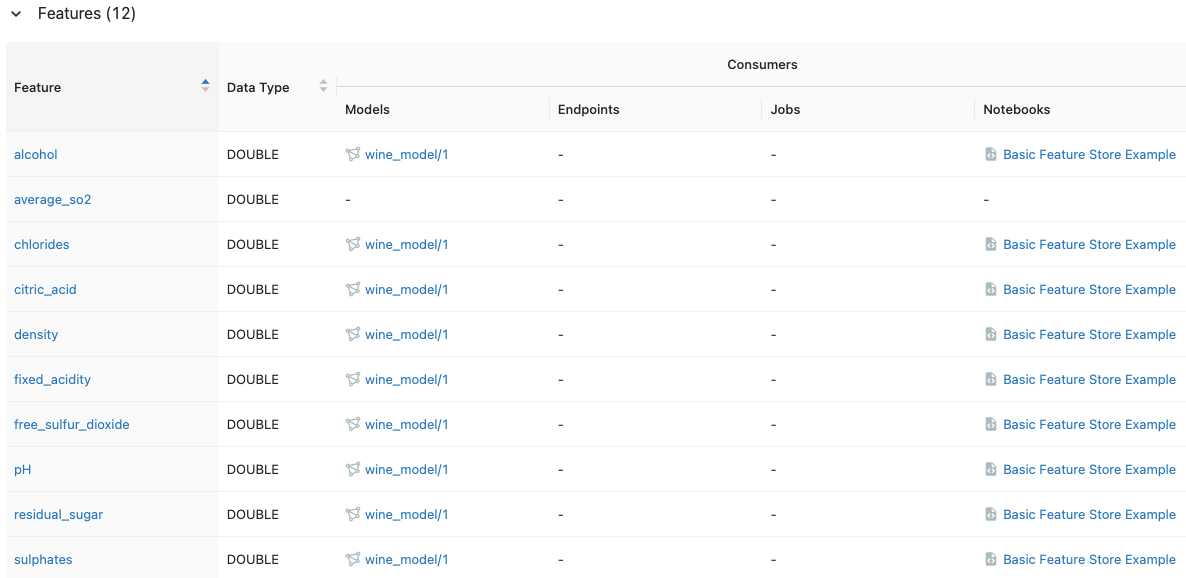 Features (12)
Consumers
Feature Data Type
Models Endpoints Jobs Notebooks
alcohol DOUBLE wine_model/1 - - Basic Feature Store Example
average_so2 DOUBLE - - - -
chlorides DOUBLE wine_model/1 - - Basic Feature Store Example
citric_acid DOUBLE wine_model/1 - - Basic Feature Store Example
density DOUBLE wine_model/1 - - Basic Feature Store Example
fixed_acidity DOUBLE wine_model/1 - - Basic Feature Store Example
free_sulfur_dioxide DOUBLE wine_model/1 - - Basic Feature Store Example
pH DOUBLE wine_model/1 - - Basic Feature Store Example
residual_sugar DOUBLE wine_model/1 - - Basic Feature Store Example
sulphates DOUBLE wine_model/1 - - Basic Feature Store Example